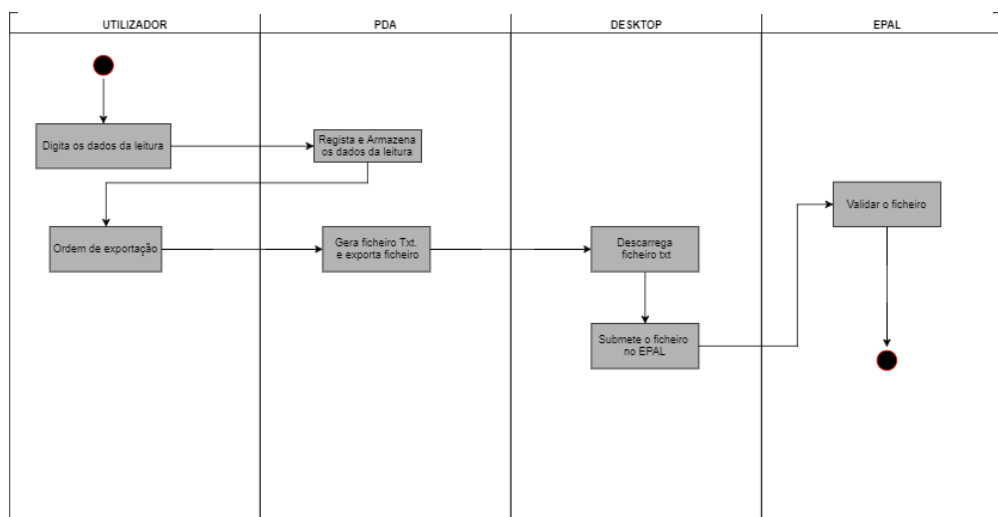 UTILIZADOR
PDA
DESKTOP
EPAL
Digita os dados da leitura
Regista e Armazena
os dados da leitura
Validar o ficheiro
Ordem de exportação
Gera ficheiro Txt.
e exporta ficheiro
Descarrega
ficheiro txt
Submete o ficheiro
no EPAL